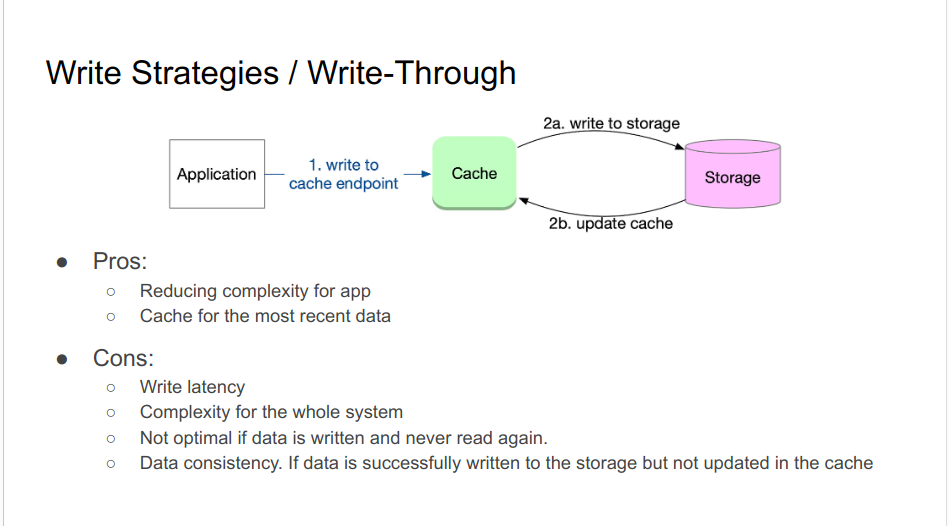 Write Strategies / Write-Through
2a. write to storage
Application
1. write to
cache endpoint
Cache
Storage
2b. update cache
● Pros:
○ Reducing complexity for app
○ Cache for the most recent data
● Cons:
○ Write latency
○ Complexity for the whole system
○ Not optimal if data is written and never read again.
○ Data consistency. If data is successfully written to the storage but not updated in the cache